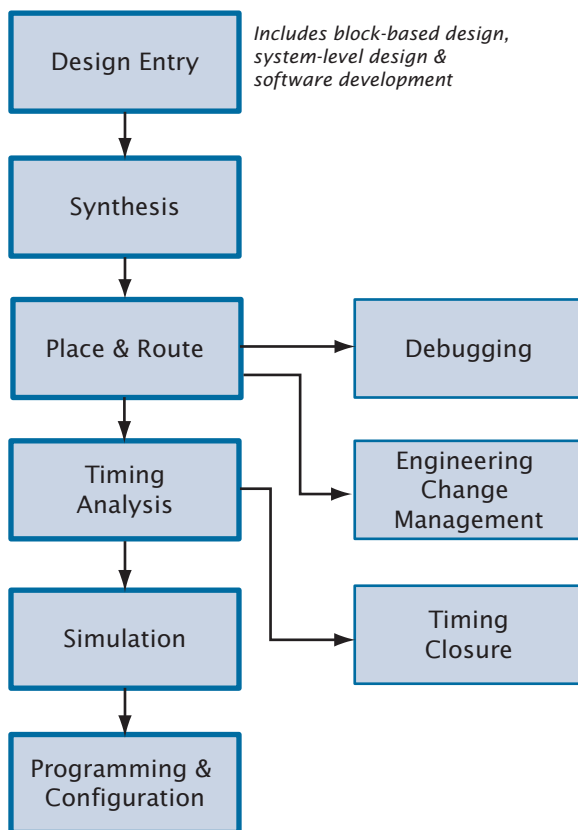 Design Entry
Includes block-based design,
system-level design &
software development
Synthesis
Place & Route
Debugging
Timing
Analysis
Engineering
Change
Management
Simulation
Timing
Closure
Programming &
Configuration